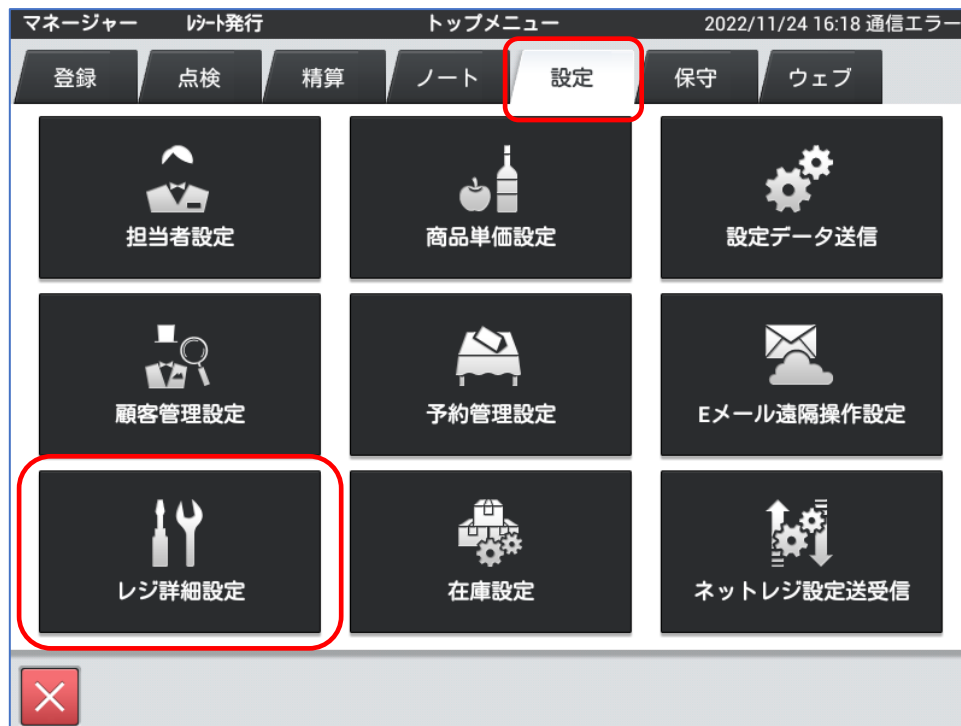 マネージャー ﾚｼｰﾄ発行 トップメニュー 2022/11/24 16:18 通信エラー
登録 点検 精算 ノート 設定 保守 ウェブ
担当者設定 商品単価設定 設定データ送信
顧客管理設定 予約管理設定 Eメール遠隔操作設定
レジ詳細設定 在庫設定 ネットレジ設定送受信